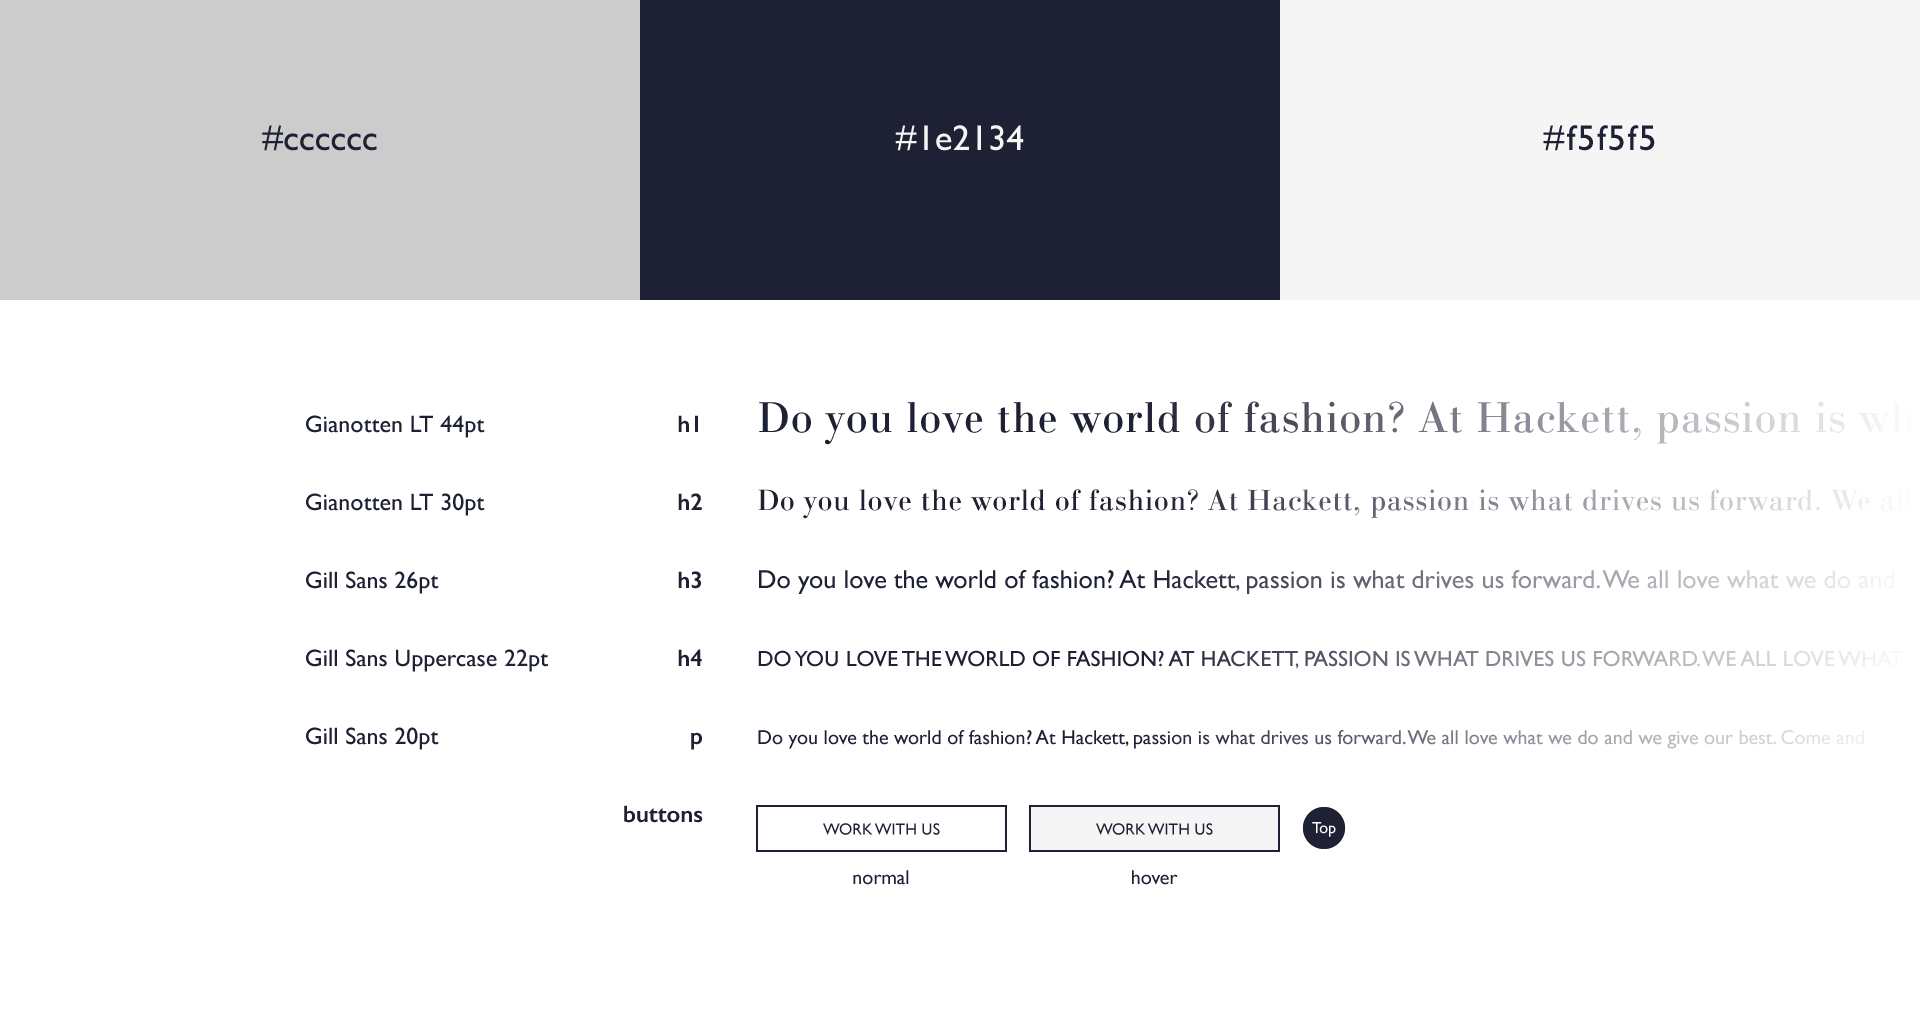 #cccccc
#1e2134
#f5f5f5
Gianotten LT 44pt h1 Do you love the world of fashion? At Hackett, passion is wh
Gianotten LT 30pt h2 Do you love the world of fashion? At Hackett, passion is what drives us forward. We all
Gill Sans 26pt h3 Do you love the world of fashion? At Hackett, passion is what drives us forward. We all love what we do and
Gill Sans Uppercase 22pt h4 DO YOU LOVE THE WORLD OF FASHION? AT HACKETT, PASSION IS WHAT DRIVES US FORWARD. WE ALL LOVE WHAT
Gill Sans 20pt p Do you love the world of fashion? At Hackett, passion is what drives us forward. We all love what we do and we give our best. Come and
buttons WORK WITH US WORK WITH US Top
normal hover